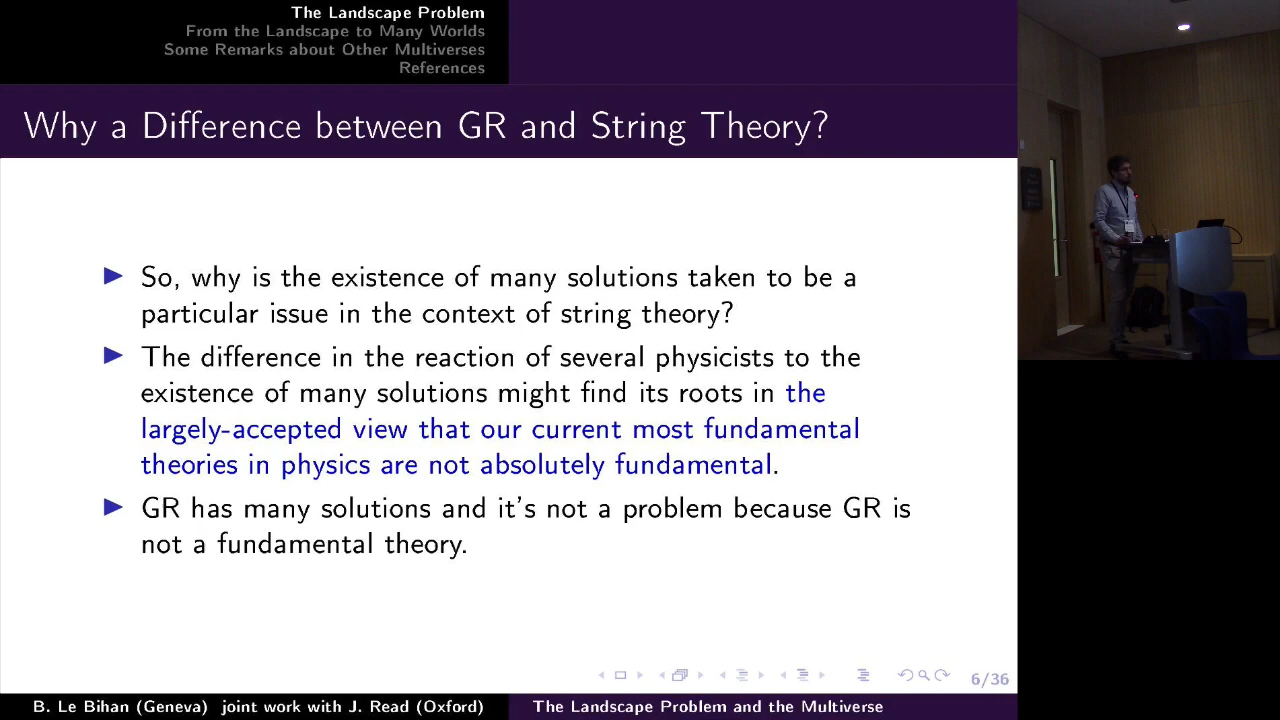 The Landscape Problem
From the Landscape to Many Worlds
Some Remarks about Other Multiverses
References
Why a Difference between GR and String Theory?
So, why is the existence of many solutions taken to be a
particular issue in the context of string theory?
The difference in the reaction of several physicists to the
existence of many solutions might find its roots in the
largely-accepted view that our current most fundamental
theories in physics are not absolutely fundamental.
GR has many solutions and it's not a problem because GR is
not a fundamental theory.
6/36
B. Le Bihan (Geneva) joint work with J. Read (Oxford)
The Landscape Problem and the Multiverse